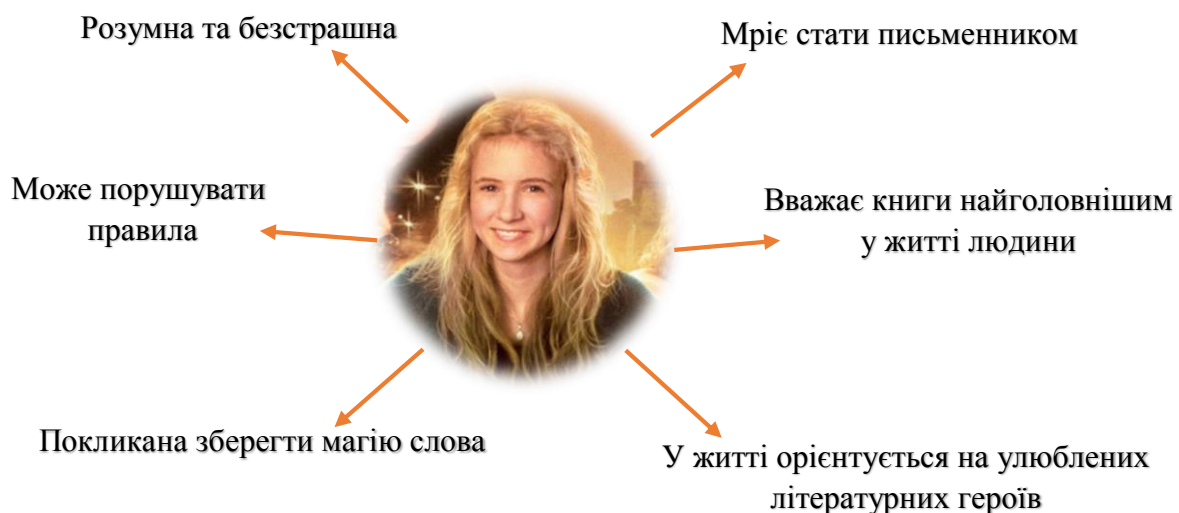 Розумна та безстрашна
Мріє стати письменником
Може порушувати
правила
Вважає книги найголовнішим
у житті людини
Покликана зберегти магію слова
У житті орієнтується на улюблених
літературних героїв